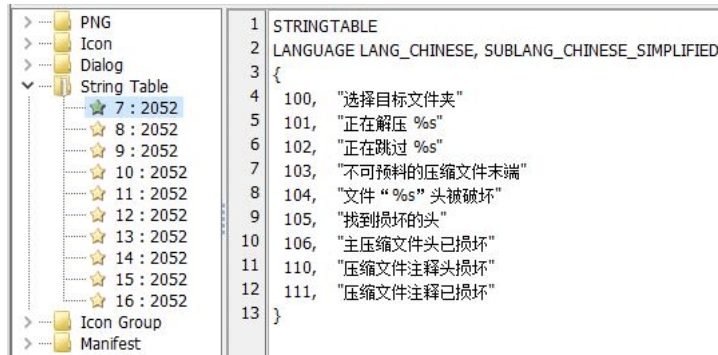 PNG
Icon
Dialog
String Table
7 : 2052
8 : 2052
9 : 2052
10 : 2052
11 : 2052
12 : 2052
13 : 2052
14 : 2052
15 : 2052
16 : 2052
Icon Group
Manifest
1 STRINGTABLE
2 LANGUAGE LANG_CHINESE, SUBLANG_CHINESE_SIMPLIFIED
3 {
4 100, "选择目标文件夹"
5 101, "正在解压 %s"
6 102, "正在跳过 %s"
7 103, "不可预料的压缩文件末端"
8 104, "文件“%s”头被破坏"
9 105, "找到损坏的头"
10 106, "主压缩文件头已损坏"
11 110, "压缩文件注释头损坏"
12 111, "压缩文件注释已损坏"
13 }